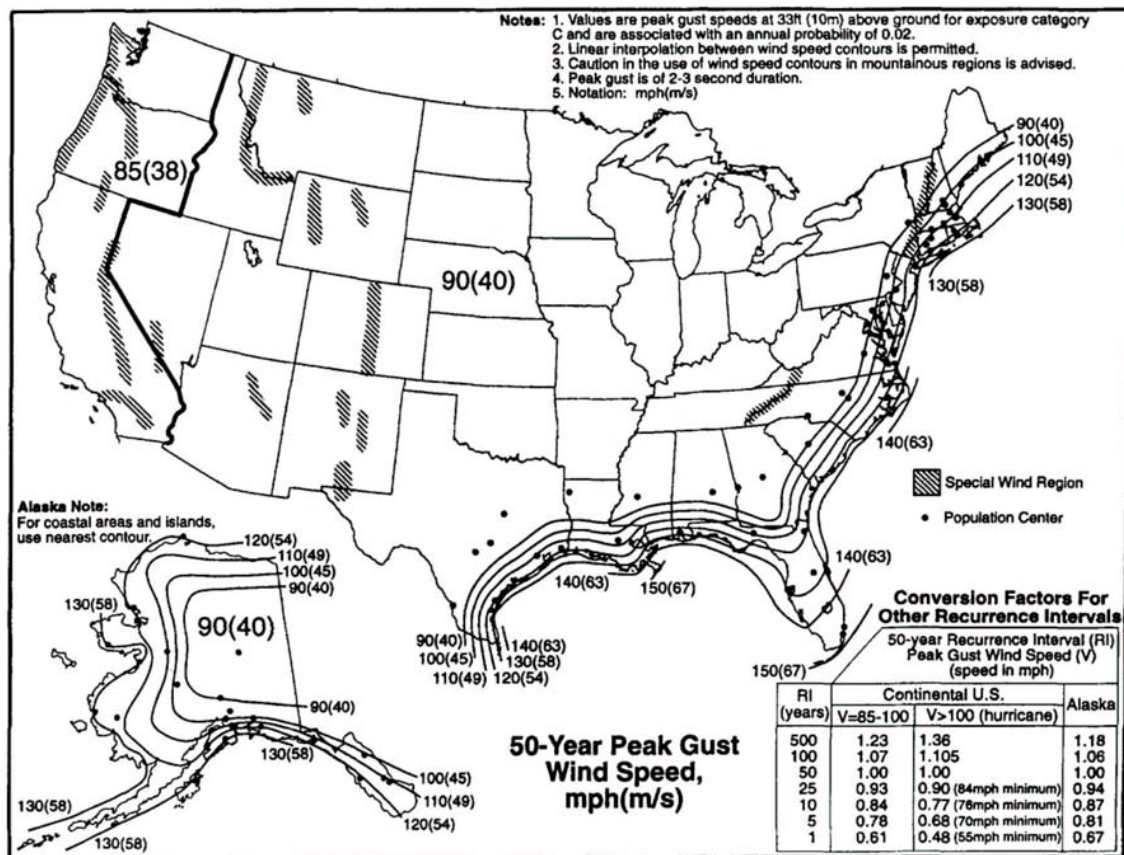 Notes: 1. Values are peak gust speeds at 33ft (10m) above ground for exposure category
C and are associated with an annual probability of 0.02.
2. Linear interpolation between wind speed contours is permitted.
3. Caution in the use of wind speed contours in mountainous regions is advised.
4. Peak gust is of 2-3 second duration.
5. Notation: mph(m/s)
90(40)
100(45)
110(49)
120(54)
130(58)
85(38)
90(40)
130(58)
140(63)
Special Wind Region
Population Center
Alaska Note:
For coastal areas and islands,
use nearest contour.
120(54)
110(49)
100(45)
90(40)
130(58)
90(40)
90(40)
130(58)
100(45)
110(49)
120(54)
130(58)
130(58)
140(63)
150(67)
140(63)
90(40)
100(45)
110(49)
140(63)
130(58)
120(54)
150(67)
50-Year Peak Gust
Wind Speed,
mph(m/s)
Conversion Factors For
Other Recurrence Intervals
50-year Recurrence Interval (RI)
Peak Gust Wind Speed (V)
(speed in mph)
RI (years) Continental U.S. Alaska
V=85-100 V>100 (hurricane)
500 1.23 1.36 1.18
100 1.07 1.105 1.06
50 1.00 1.00 1.00
25 0.93 0.90 (84mph minimum) 0.94
10 0.84 0.77 (76mph minimum) 0.87
5 0.78 0.68 (70mph minimum) 0.81
1 0.61 0.48 (55mph minimum) 0.67